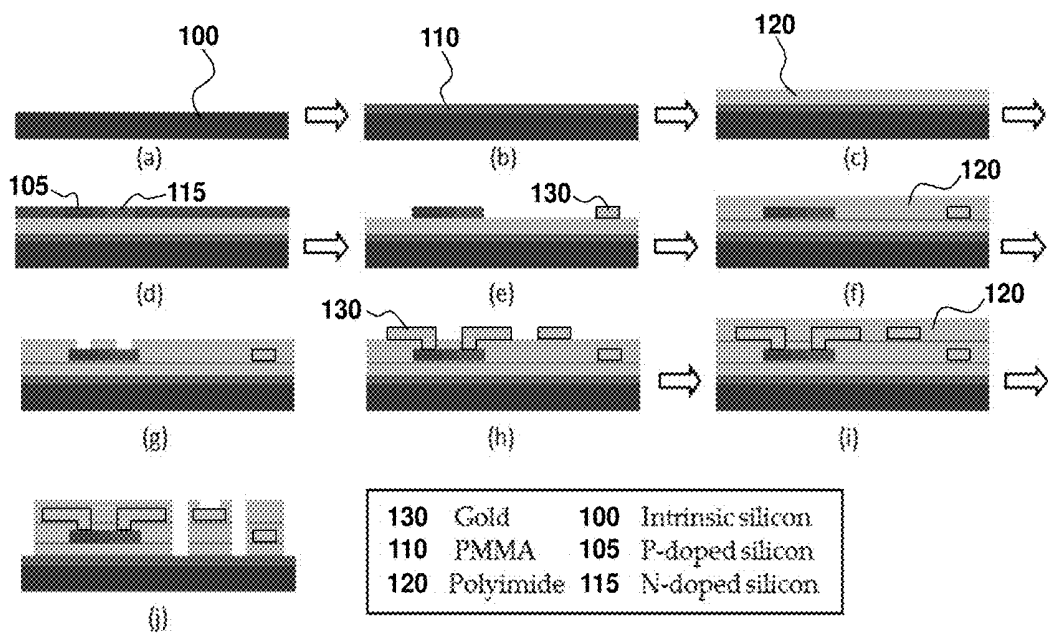 100
110
120
(a)
(b)
(c)
105
115
130
120
(d)
(e)
(f)
130
120
(g)
(h)
(i)
(j)
130 Gold 100 Intrinsic silicon
110 PMMA 105 P-doped silicon
120 Polyimide 115 N-doped silicon